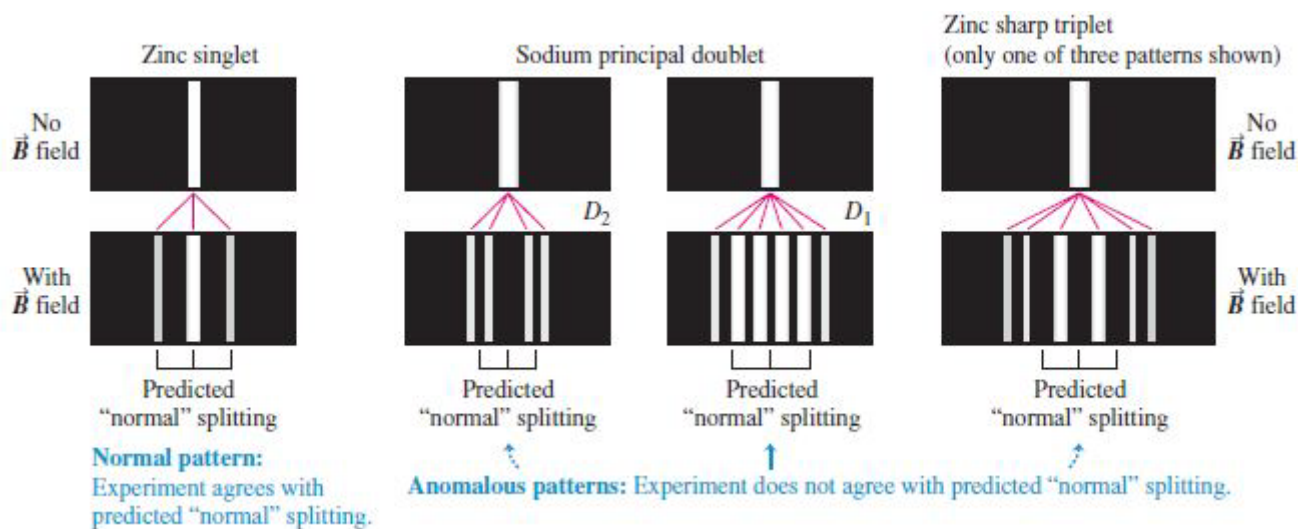 Zinc singlet
Sodium principal doublet
Zinc sharp triplet
(only one of three patterns shown)
No
B⃗ field
No
B⃗ field
D₂
D₁
With
B⃗ field
With
B⃗ field
Predicted
“normal” splitting
Predicted
“normal” splitting
Predicted
“normal” splitting
Predicted
“normal” splitting
Normal pattern:
Experiment agrees with
predicted “normal” splitting.
Anomalous patterns: Experiment does not agree with predicted “normal” splitting.